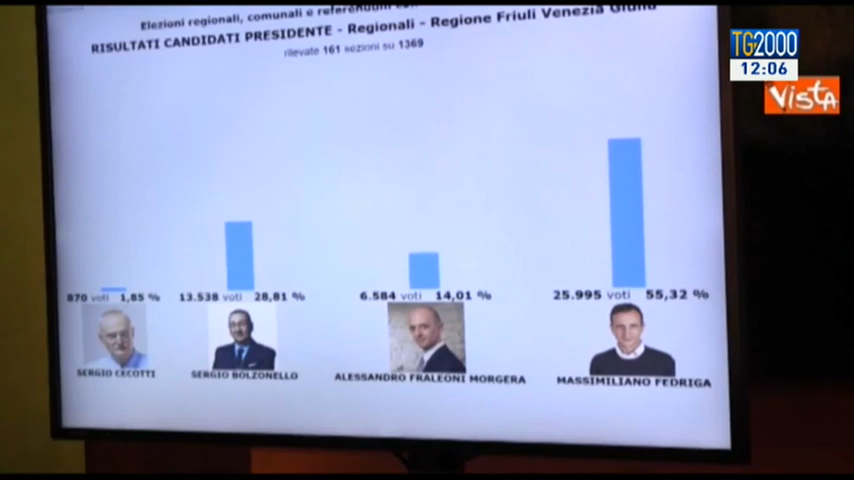 Elezioni regionali, comunali e referendum
RISULTATI CANDIDATI PRESIDENTE - Regionali - Regione Friuli Venezia Giulia
rilevate 161 sezioni su 1369
TG2000
12:06
VISTA
870 voti 1,85 %
13.538 voti 28,81 %
6.584 voti 14,01 %
25.995 voti 55,32 %
SERGIO CECOTTI
SERGIO BOLZONELLO
ALESSANDRO FRALEONI MORGERA
MASSIMILIANO FEDRIGA